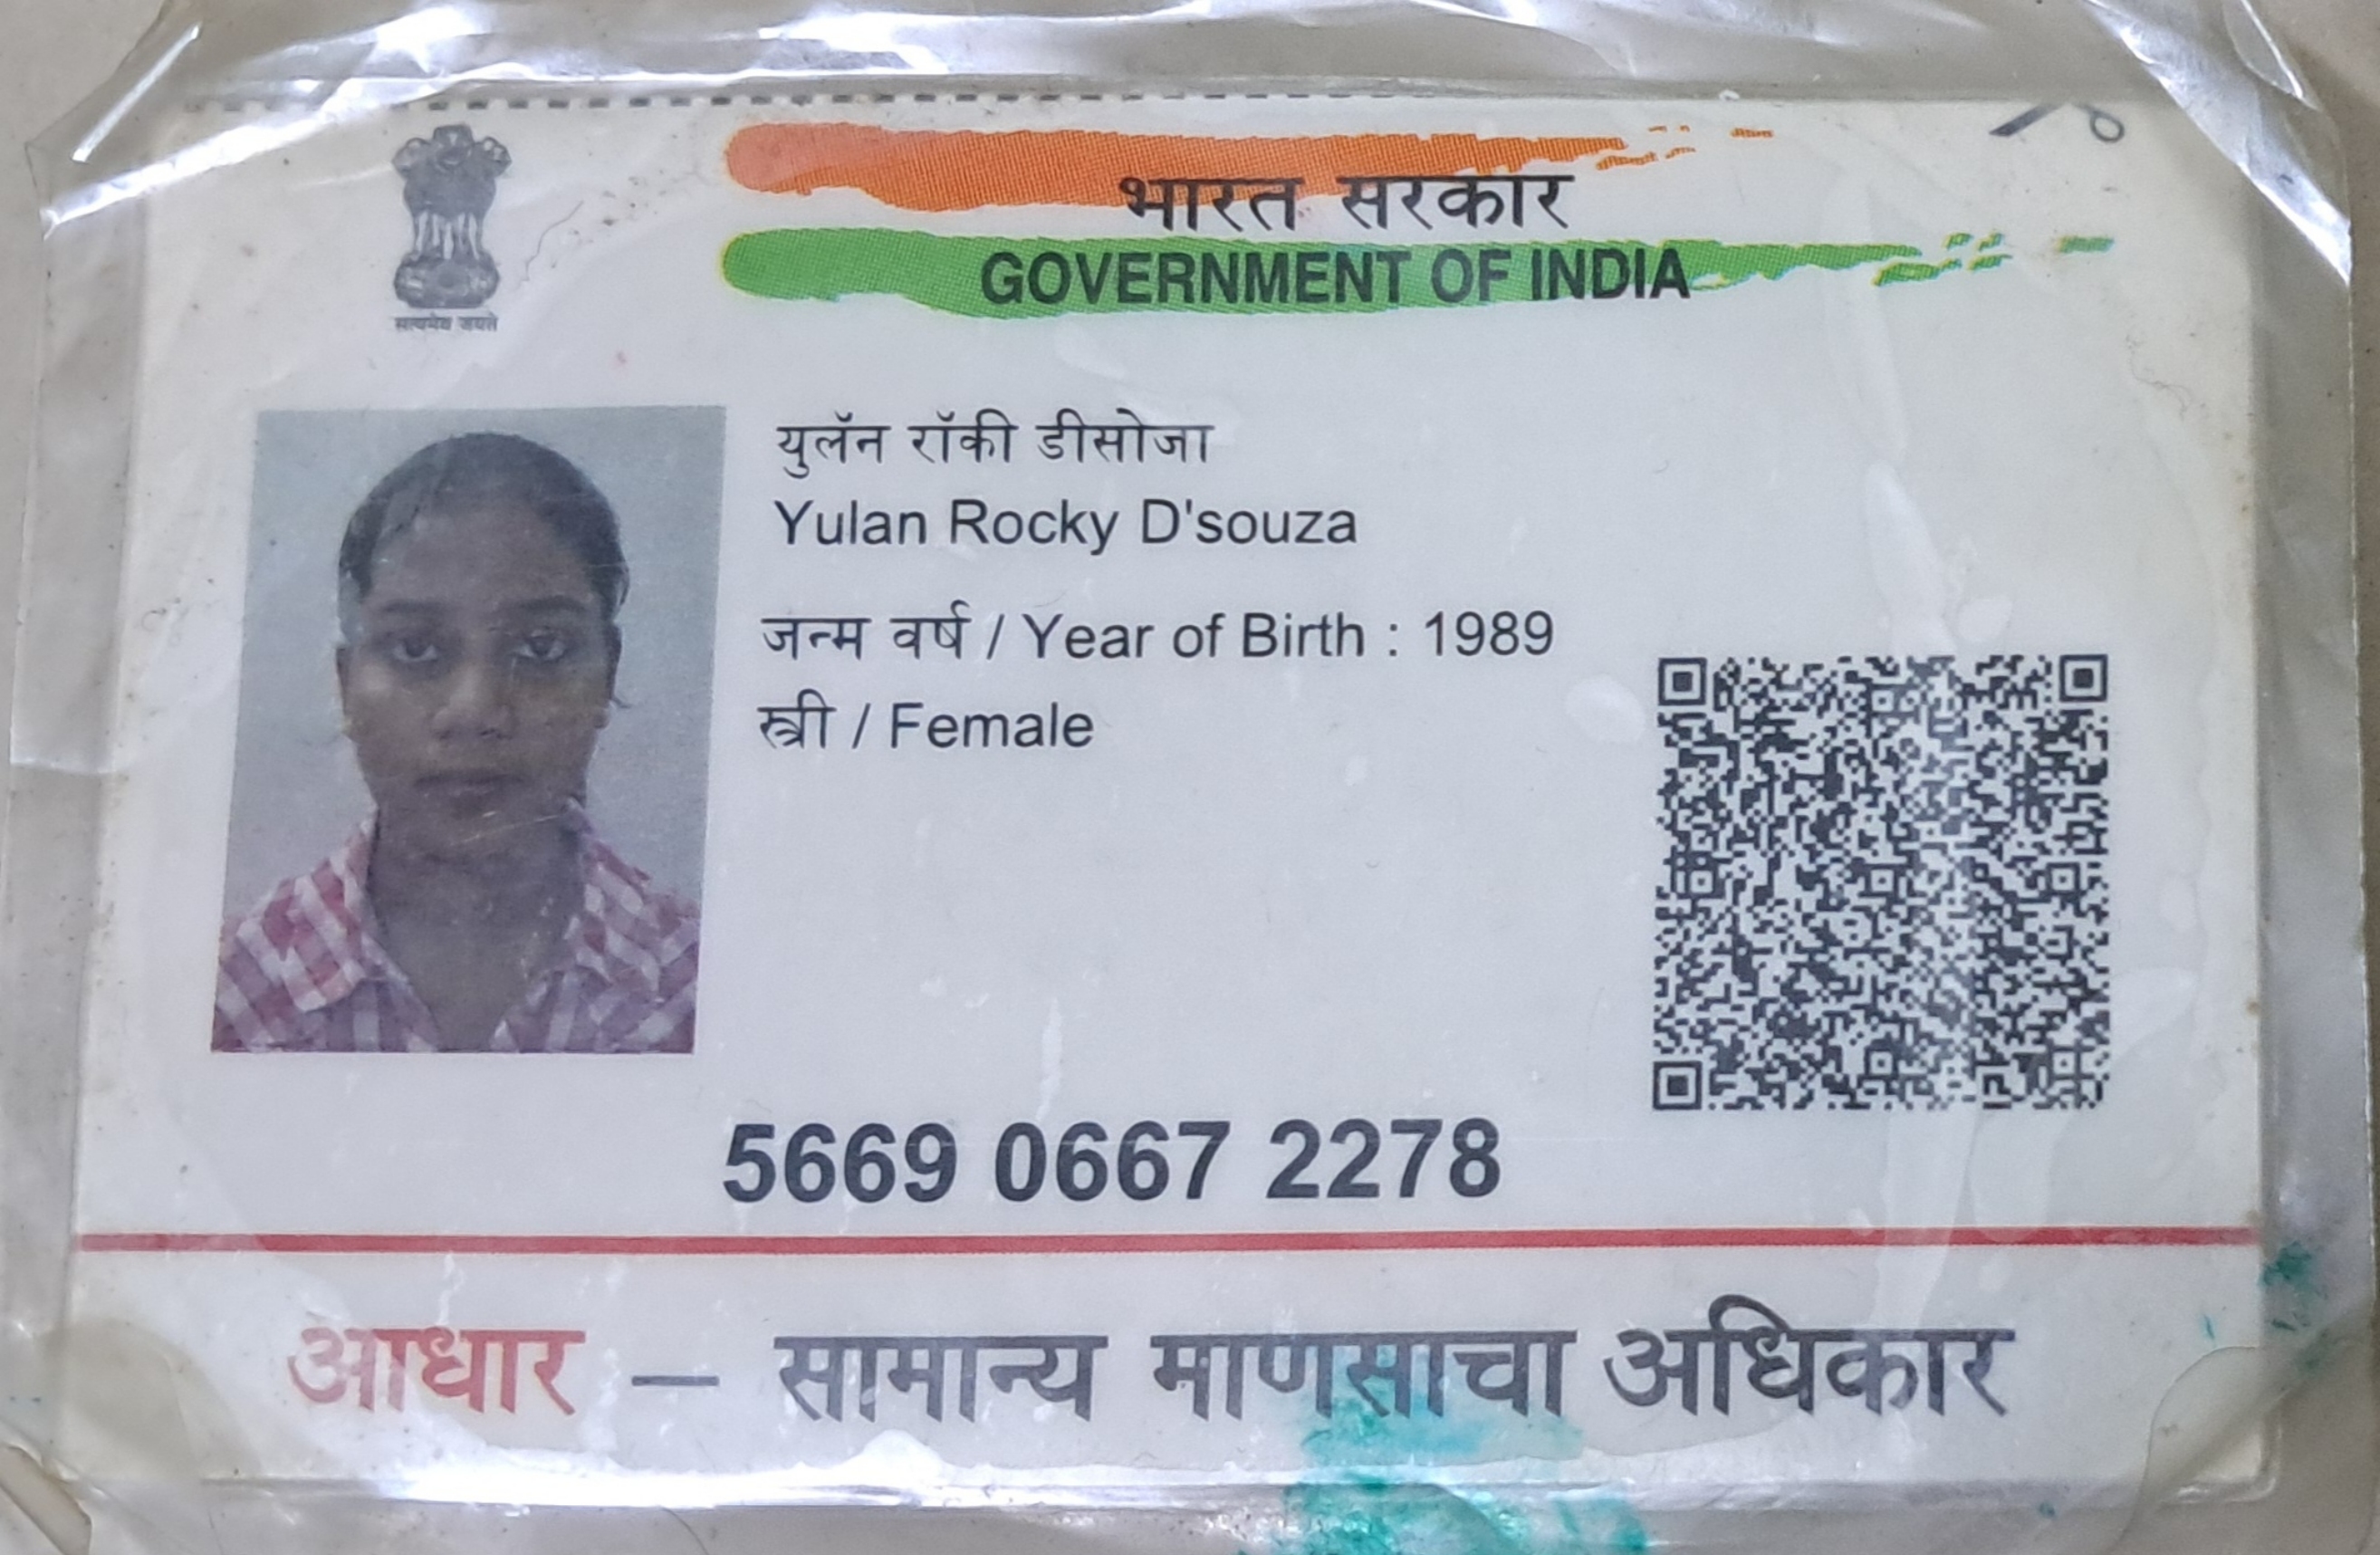 सत्यमेव जयते
भारत सरकार
GOVERNMENT OF INDIA
युलॅन रॉकी डीसोजा
Yulan Rocky D'souza
जन्म वर्ष / Year of Birth : 1989
स्त्री / Female
5669 0667 2278
आधार — सामान्य माणसाचा अधिकार